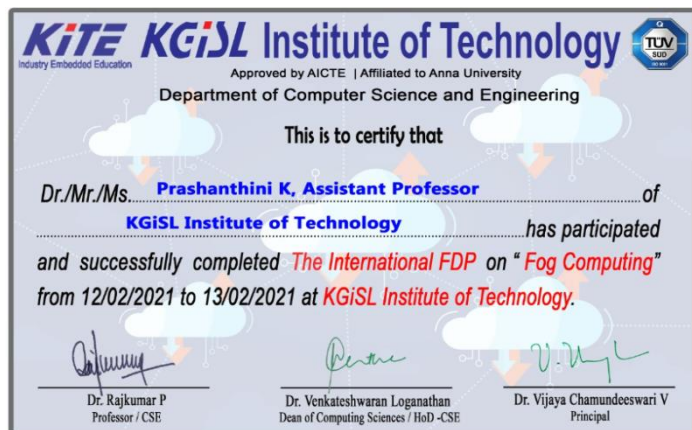 KiTE KGiSL Institute of Technology
Industry Embedded Education
TÜV
SÜD
ISO 9001
Approved by AICTE | Affiliated to Anna University
Department of Computer Science and Engineering
This is to certify that
Dr./Mr./Ms. Prashanthini K, Assistant Professor of
KGiSL Institute of Technology has participated
and successfully completed The International FDP on " Fog Computing"
from 12/02/2021 to 13/02/2021 at KGiSL Institute of Technology.
Dr. Rajkumar P
Professor / CSE
Dr. Venkateshwaran Loganathan
Dean of Computing Sciences / HoD -CSE
Dr. Vijaya Chamundeeswari V
Principal